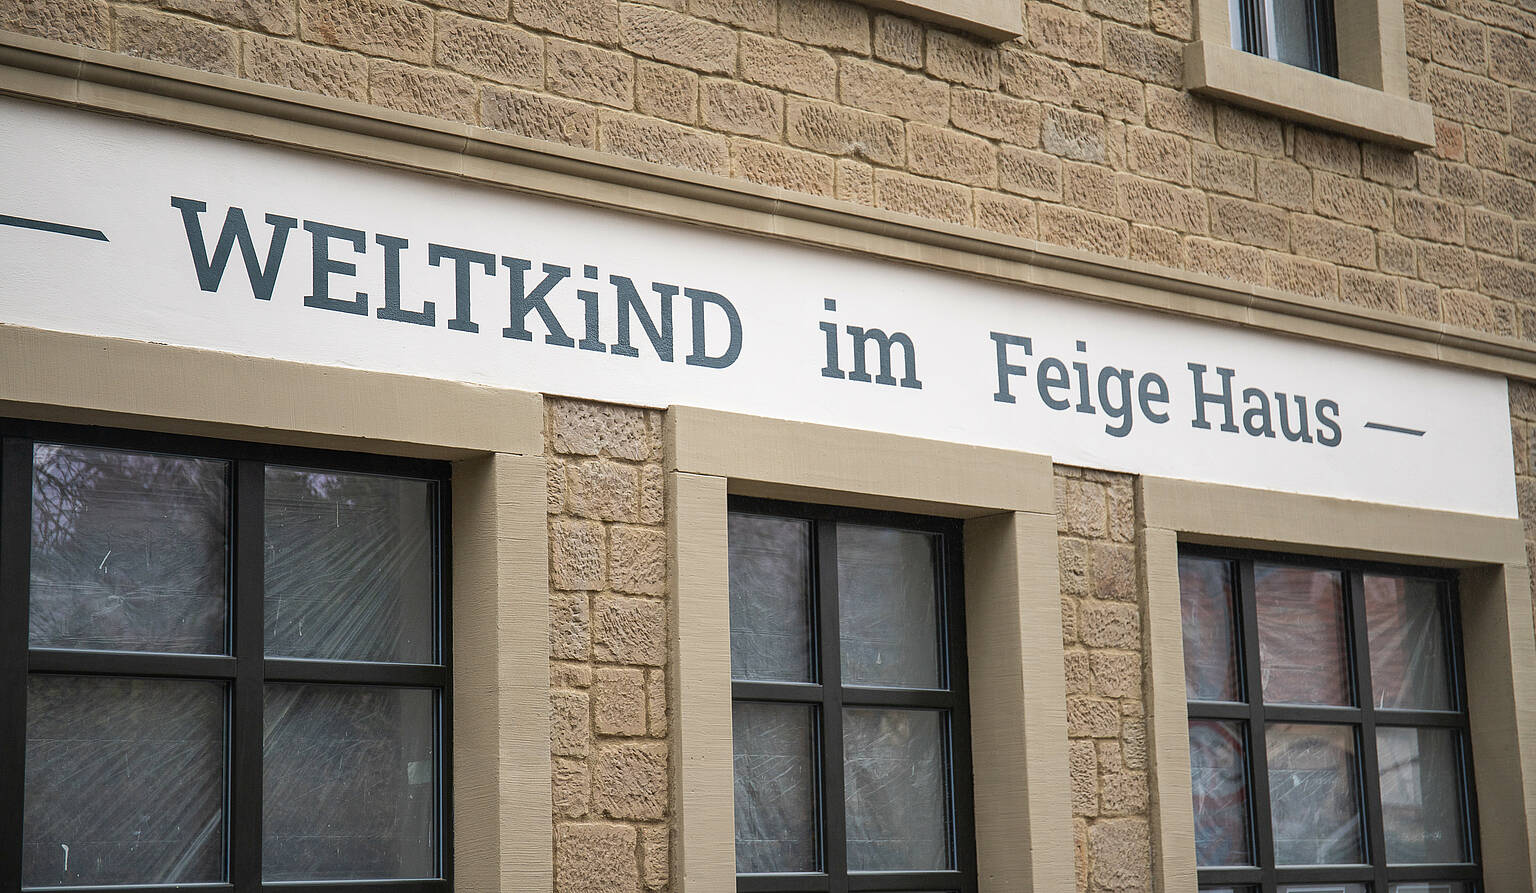 — WELTKiND im Feige Haus —